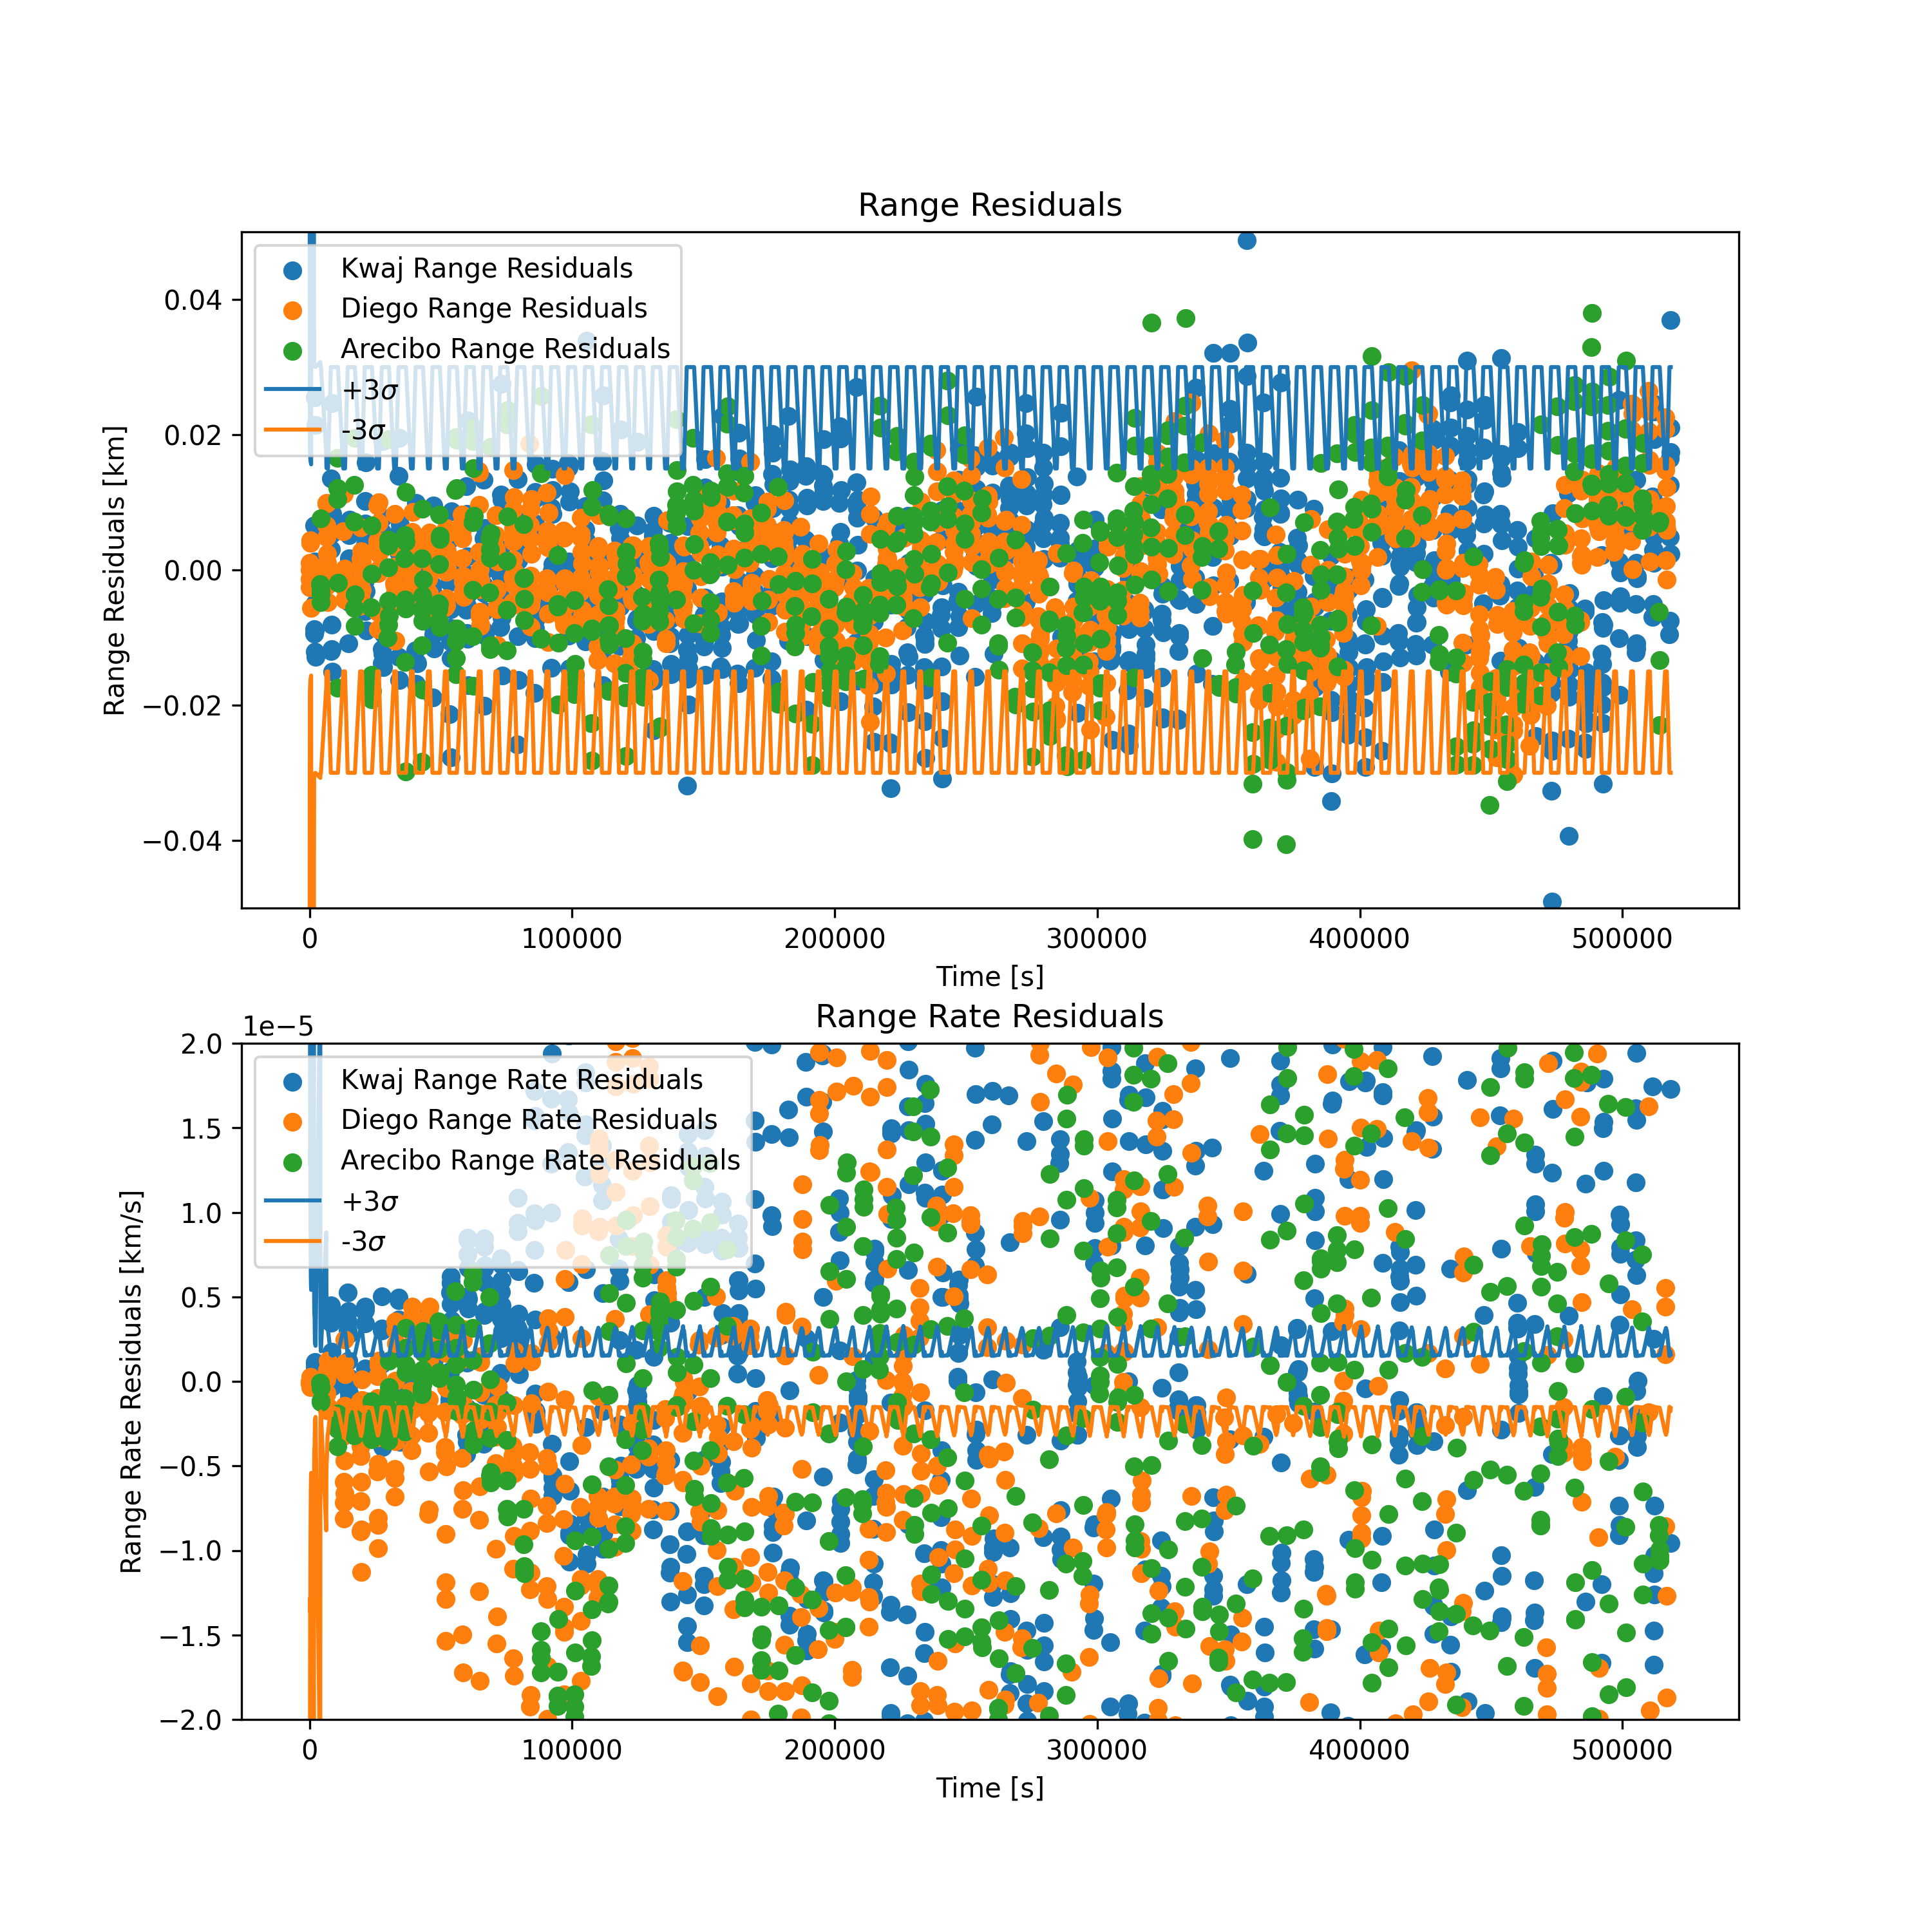 Range Residuals
Kwaj Range Residuals
Diego Range Residuals
Arecibo Range Residuals
+3σ
-3σ
Range Residuals [km]
0.04
0.02
0.00
−0.02
−0.04
0
100000
200000
300000
400000
500000
Time [s]
Range Rate Residuals
1e−5
Kwaj Range Rate Residuals
Diego Range Rate Residuals
Arecibo Range Rate Residuals
+3σ
-3σ
Range Rate Residuals [km/s]
2.0
1.5
1.0
0.5
0.0
−0.5
−1.0
−1.5
−2.0
0
100000
200000
300000
400000
500000
Time [s]